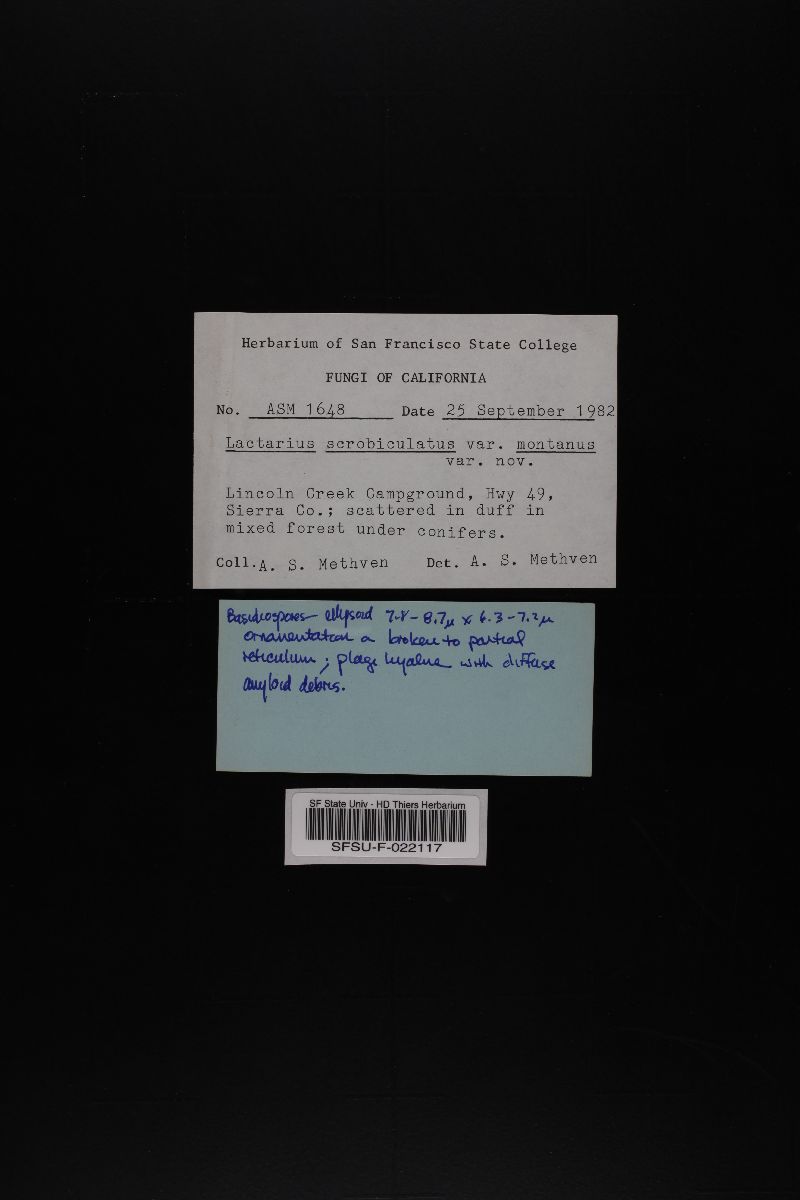 Herbarium of San Francisco State College
FUNGI OF CALIFORNIA
No. ASM 1648 Date 25 September 1982
Lactarius scrobiculatus var. montanus
var. nov.
Lincoln Creek Campground, Hwy 49,
Sierra Co.; scattered in duff in
mixed forest under conifers.
Coll. A. S. Methven Det. A. S. Methven
Basidiospores ellipsoid 7.8-8.7μ x 6.3-7.2μ
ornamentation a broken to partial
reticulum; plage hyaline with diffuse
amyloid debris.
SF State Univ - HD Thiers Herbarium
SFSU-F-022117